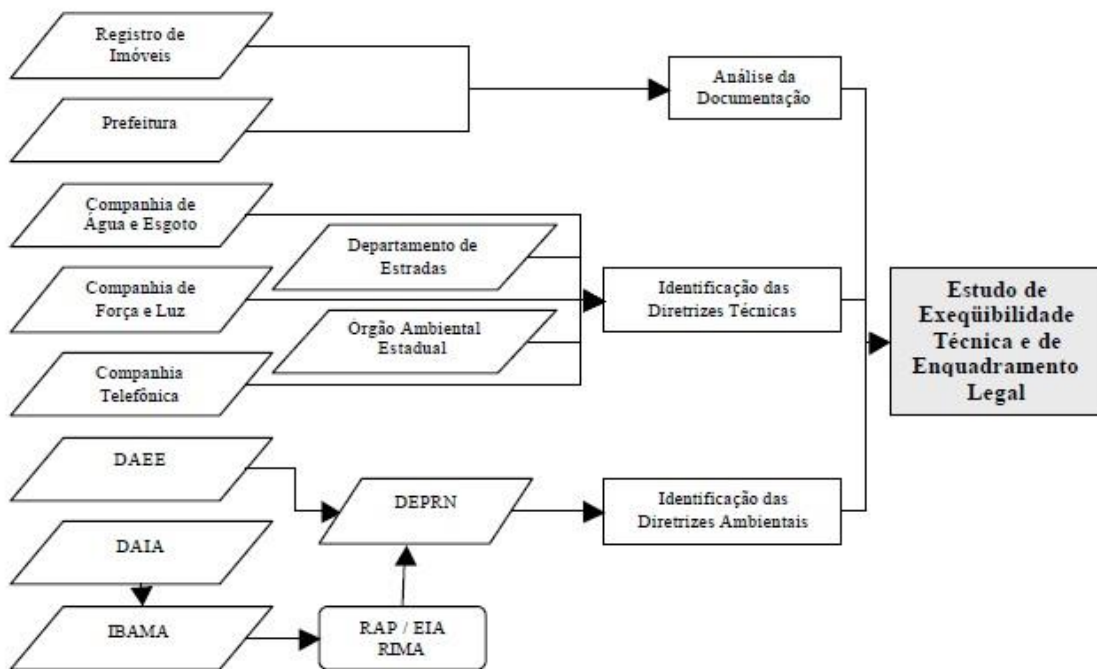 Registro de
Imóveis
Prefeitura
Análise da
Documentação
Companhia de
Água e Esgoto
Departamento de
Estradas
Companhia de
Força e Luz
Identificação das
Diretrizes Técnicas
Órgão Ambiental
Estadual
Companhia
Telefônica
Estudo de
Exeqüibilidade
Técnica e de
Enquadramento
Legal
DAEE
DEPRN
Identificação das
Diretrizes Ambientais
DAIA
IBAMA
RAP / EIA
RIMA